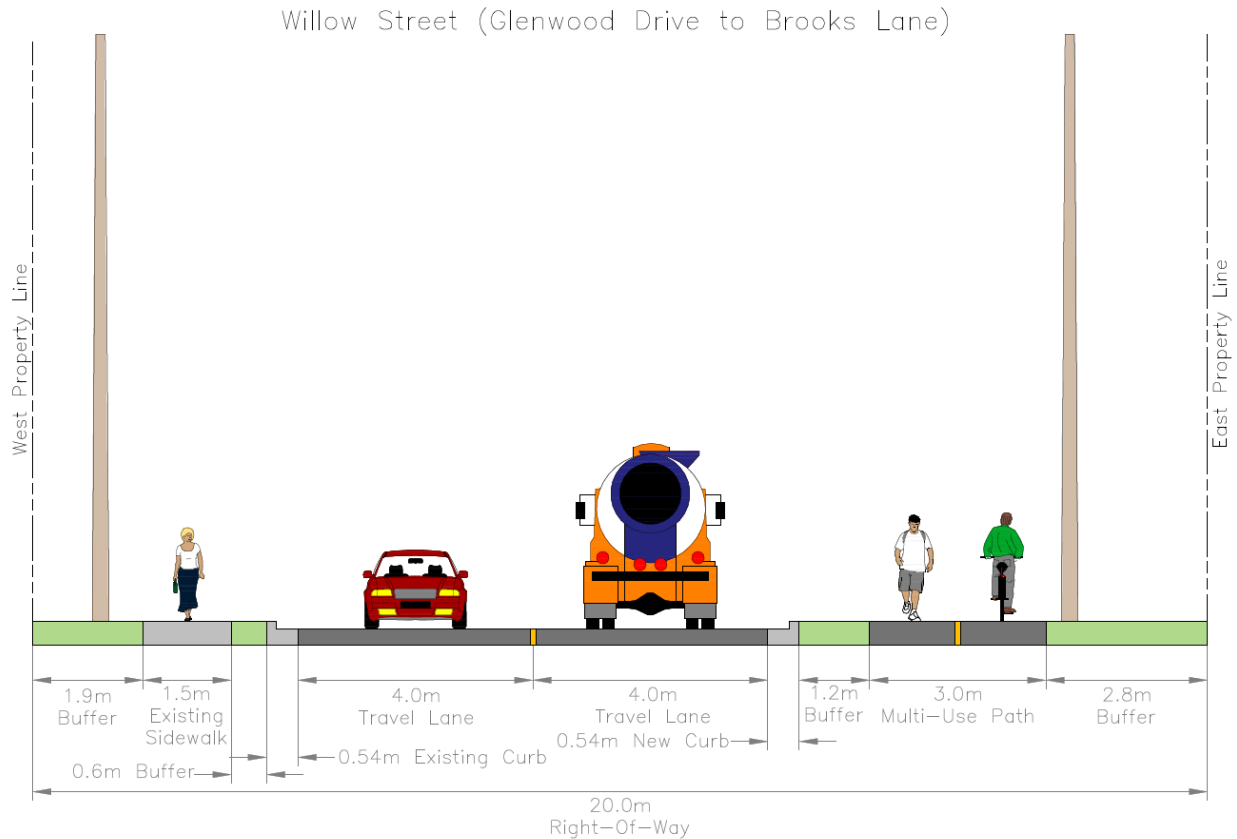 Willow Street (Glenwood Drive to Brooks Lane)
West Property Line
East Property Line
1.9m
Buffer
1.5m
Existing
Sidewalk
4.0m
Travel Lane
4.0m
Travel Lane
1.2m
Buffer
3.0m
Multi-Use Path
2.8m
Buffer
0.54m New Curb
0.54m Existing Curb
0.6m Buffer
20.0m
Right-Of-Way